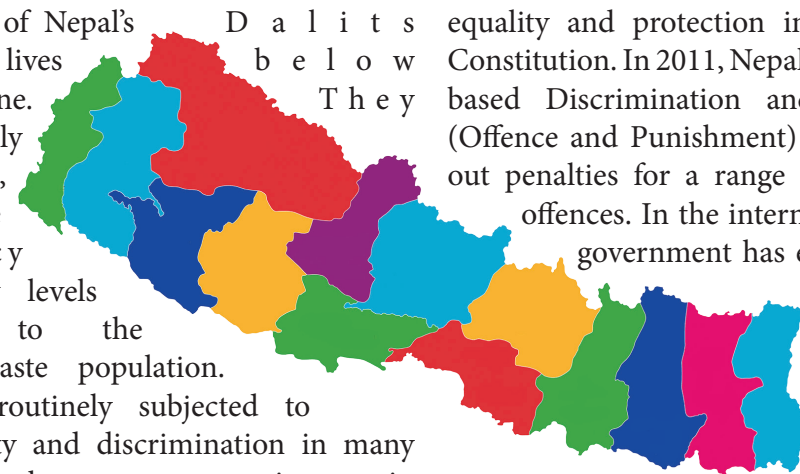 of Nepal's Dalits
lives below
ne. They
ly
,
y
levels
to the
aste population.
routinely subjected to
ty and discrimination in many
equality and protection in
Constitution. In 2011, Nepal
based Discrimination and
(Offence and Punishment)
out penalties for a range
offences. In the intern
government has e